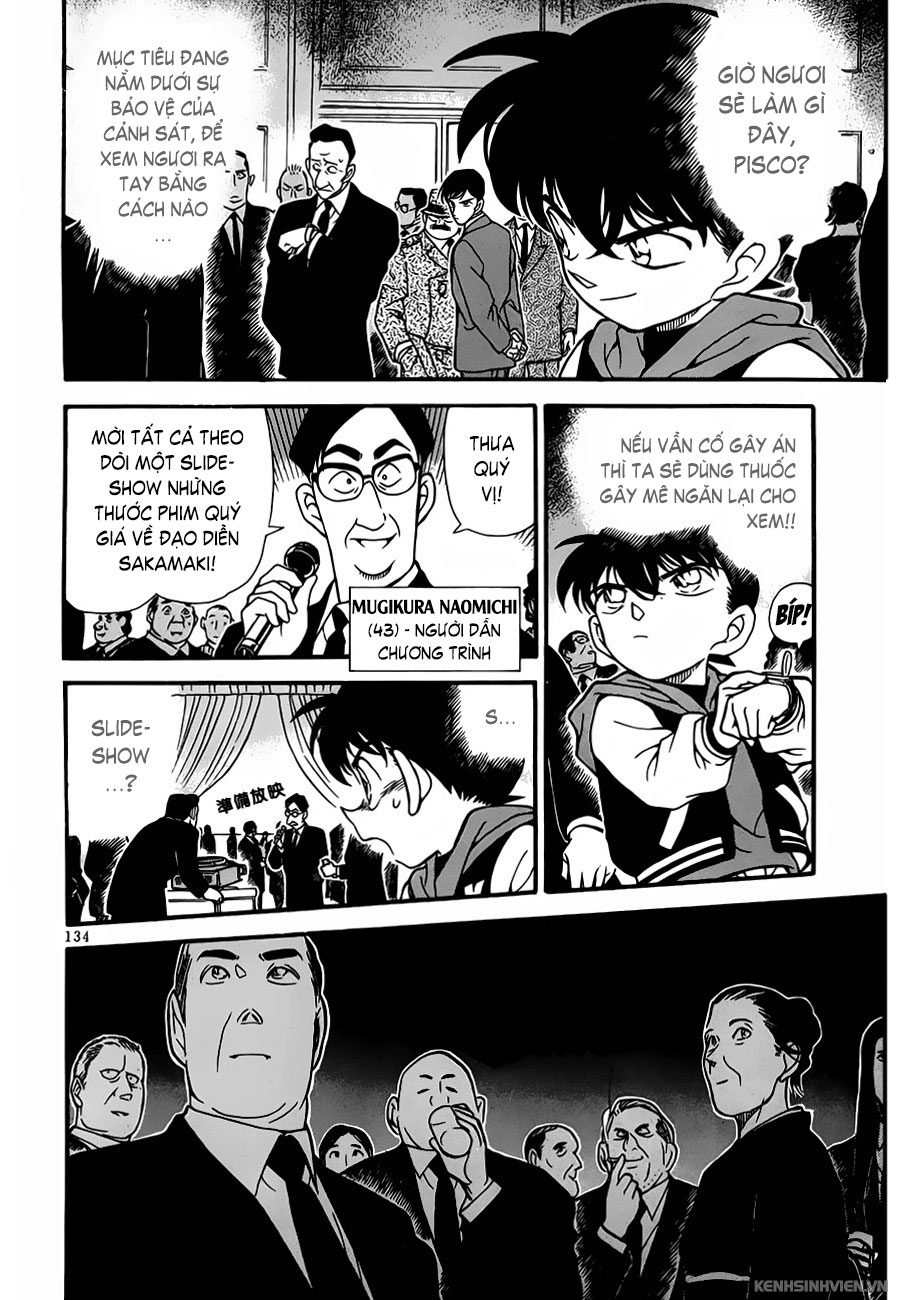 GIỜ NGƯƠI
SẼ LÀM GÌ
ĐÂY,
PISCO?
MỤC TIÊU ĐANG
NẰM DƯỚI SỰ
BẢO VỆ CỦA
CẢNH SÁT, ĐỂ
XEM NGƯƠI RA
TAY BẰNG
CÁCH NÀO
...
NẾU VẪN CỐ GÂY ÁN
THÌ TA SẼ DÙNG THUỐC
GÂY MÊ NGĂN LẠI CHO
XEM!!
BÍP!
THƯA
QUÝ
VỊ!
MỜI TẤT CẢ THEO
DÕI MỘT SLIDE-
SHOW NHỮNG
THƯỚC PHIM QUÝ
GIÁ VỀ ĐẠO DIỄN
SAKAMAKI!
MUGIKURA NAOMICHI
(43) - NGƯỜI DẪN
CHƯƠNG TRÌNH
S...
SLIDE-
SHOW
...?
準備放映
134
KENHSINHVIEN.VN